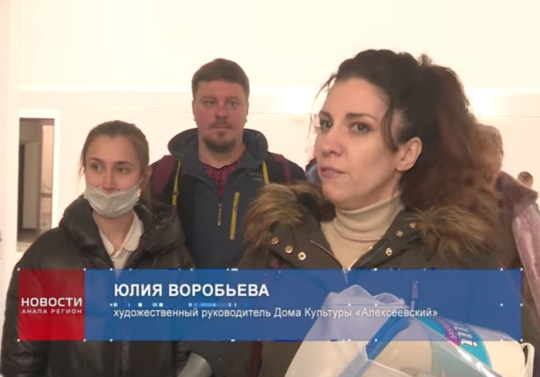 ЮЛИЯ ВОРОБЬЕВА
НОВОСТИ
АНАПА РЕГИОН
художественный руководитель Дома Культуры «Алексеевский»